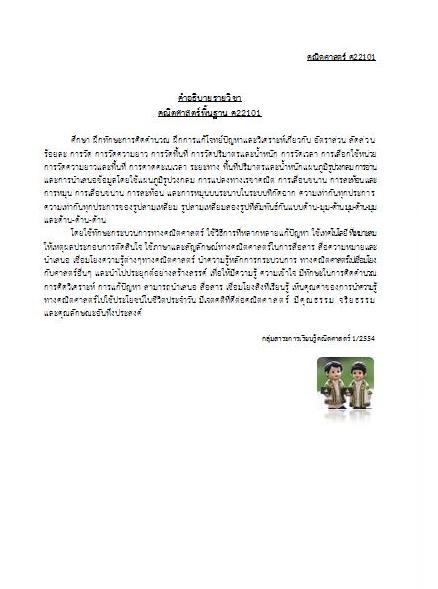 คณิตศาสตร์ ค22101
คำอธิบายรายวิชา
คณิตศาสตร์พื้นฐาน ค22101
ศึกษา ฝึกทักษะการคิดคำนวณ ฝึกการแก้โจทย์ปัญหาและวิเคราะห์เกี่ยวกับ อัตราส่วน สัดส่วน
ร้อยละ การวัด การวัดความยาว การวัดพื้นที่ การวัดปริมาตรและน้ำหนัก การวัดเวลา การเลือกใช้หน่วย
การวัดความยาวและพื้นที่ การคาดคะเนเวลา ระยะทาง พื้นที่ปริมาตรและน้ำหนักแผนภูมิรูปวงกลมการอ่าน
และการนำเสนอข้อมูลโดยใช้แผนภูมิรูปวงกลม การแปลงทางเรขาคณิต การเลื่อนขนาน การสะท้อนและ
การหมุน การเลื่อนขนาน การสะท้อน และการหมุนบนระนาบในระบบพิกัดฉาก ความเท่ากันทุกประการ
ความเท่ากันทุกประการของรูปสามเหลี่ยม รูปสามเหลี่ยมสองรูปที่สัมพันธ์กันแบบด้าน-มุม-ด้าน มุม-ด้าน-มุม
และด้าน-ด้าน-ด้าน
โดยใช้ทักษะกระบวนการทางคณิตศาสตร์ ใช้วิธีการที่หลากหลายแก้ปัญหา ใช้เทคโนโลยีที่เหมาะสม
ให้เหตุผลประกอบการตัดสินใจ ใช้ภาษาและสัญลักษณ์ทางคณิตศาสตร์ในการสื่อสาร สื่อความหมายและ
นำเสนอ เชื่อมโยงความรู้ต่างๆทางคณิตศาสตร์ นำความรู้หลักการกระบวนการ ทางคณิตศาสตร์ไปเชื่อมโยง
กับศาสตร์อื่นๆ และนำไปประยุกต์อย่างสร้างสรรค์ เพื่อให้มีความรู้ ความเข้าใจ มีทักษะในการคิดคำนวณ
การคิดวิเคราะห์ การแก้ปัญหา สามารถนำเสนอ สื่อสาร เชื่อมโยงสิ่งที่เรียนรู้ เห็นคุณค่าของการนำความรู้
ทางคณิตศาสตร์ไปใช้ประโยชน์ในชีวิตประจำวัน มีเจตคติที่ดีต่อคณิตศาสตร์ มีคุณธรรม จริยธรรม
และคุณลักษณะอันพึงประสงค์
กลุ่มสาระการเรียนรู้คณิตศาสตร์ 1/2554